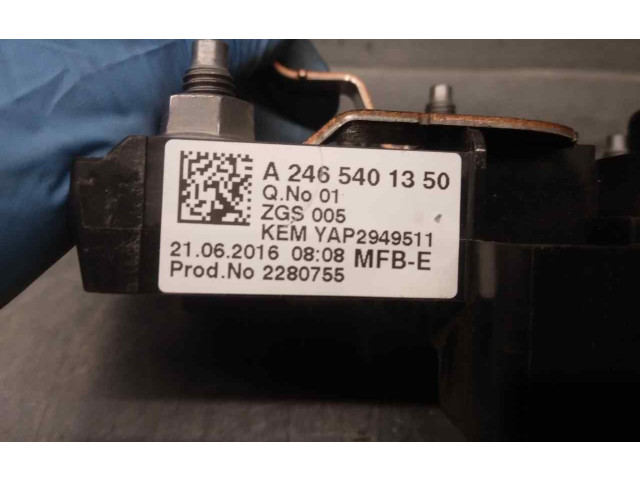 A 246 540 13 50
Q.No 01
ZGS 005
KEM YAP2949511
21.06.2016 08:08 MFB-E
Prod.No 2280755